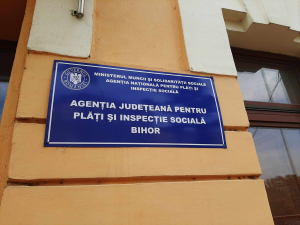 MINISTERUL MUNCII ȘI SOLIDARITĂȚII SOCIALE
AGENȚIA NAȚIONALĂ PENTRU PLĂȚI ȘI
INSPECȚIE SOCIALĂ
AGENȚIA JUDEȚEANĂ PENTRU
PLĂȚI ȘI INSPECȚIE SOCIALĂ
BIHOR